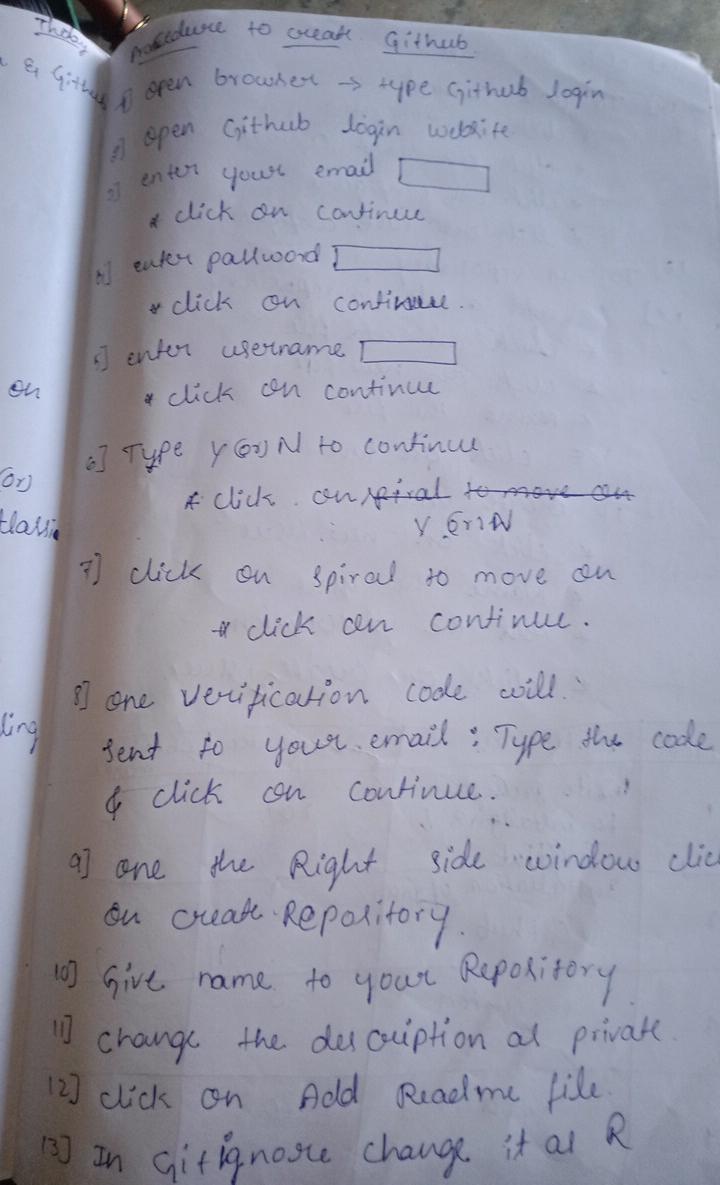 Theory
& Github
on
(or)
ling
Procedure to create Github
1] open browser → type Github login
2] open Github login website
3] enter your email
* click on continue
4] enter password
* click on continue.
5] enter username
* click on continue
6] Type Y (or) N to continue
* click on spiral to move on
Y (or) N
7] click on spiral to move on
* click on continue.
8] one verification code will
sent to your email : Type the code
& click on continue.
9] one the Right side window clic
on create Repository.
10] Give name to your Repository
11] change the description as private.
12] click on Add Readme file.
13] In Gitignore change it as R